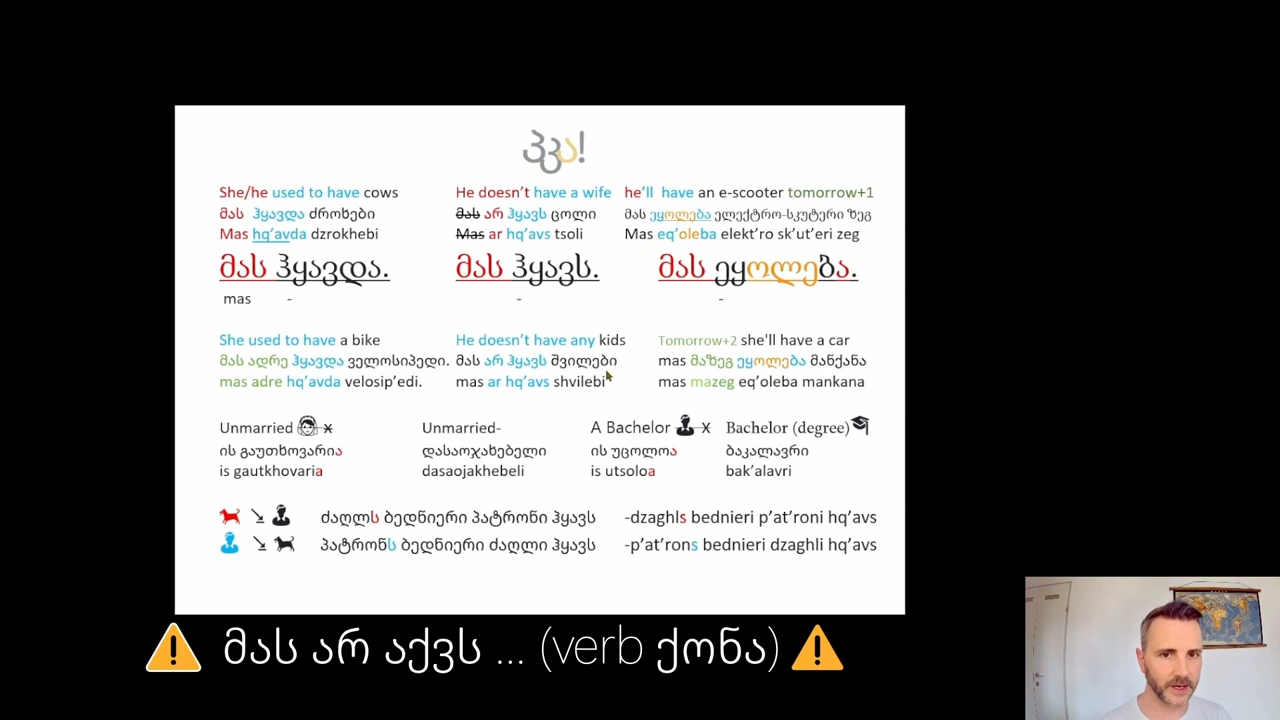 ჰკა!
She/he used to have cows
მას ჰყავდა ძროხები
Mas hq'avda dzrokhebi
მას ჰყავდა.
mas -
He doesn't have a wife
მას არ ჰყავს ცოლი
Mas ar hq'avs tsoli
მას ჰყავს.
-
he'll have an e-scooter tomorrow+1
მას ეყოლება ელექტრო-სკუტერი ზეგ
Mas eq'oleba elekt'ro sk'ut'eri zeg
მას ეყოლება.
-
She used to have a bike
მას ადრე ჰყავდა ველოსიპედი.
mas adre hq'avda velosip'edi.
He doesn't have any kids
მას არ ჰყავს შვილები
mas ar hq'avs shvilebi
Tomorrow+2 she'll have a car
mas მაზეგ ეყოლება მანქანა
mas mazeg eq'oleba mankana
Unmarried x
ის გაუთხოვარია
is gautkhovaria
Unmarried-
დასაოჯახებელი
dasaojakhebeli
A Bachelor x
ის უცოლოა
is utsoloa
Bachelor (degree)
ბაკალავრი
bak'alavri
ძაღლს ბედნიერი პატრონი ჰყავს -dzaghls bednieri p'at'roni hq'avs
პატრონს ბედნიერი ძაღლი ჰყავს -p'at'rons bednieri dzaghli hq'avs
მას არ აქვს ... (verb ქონა)